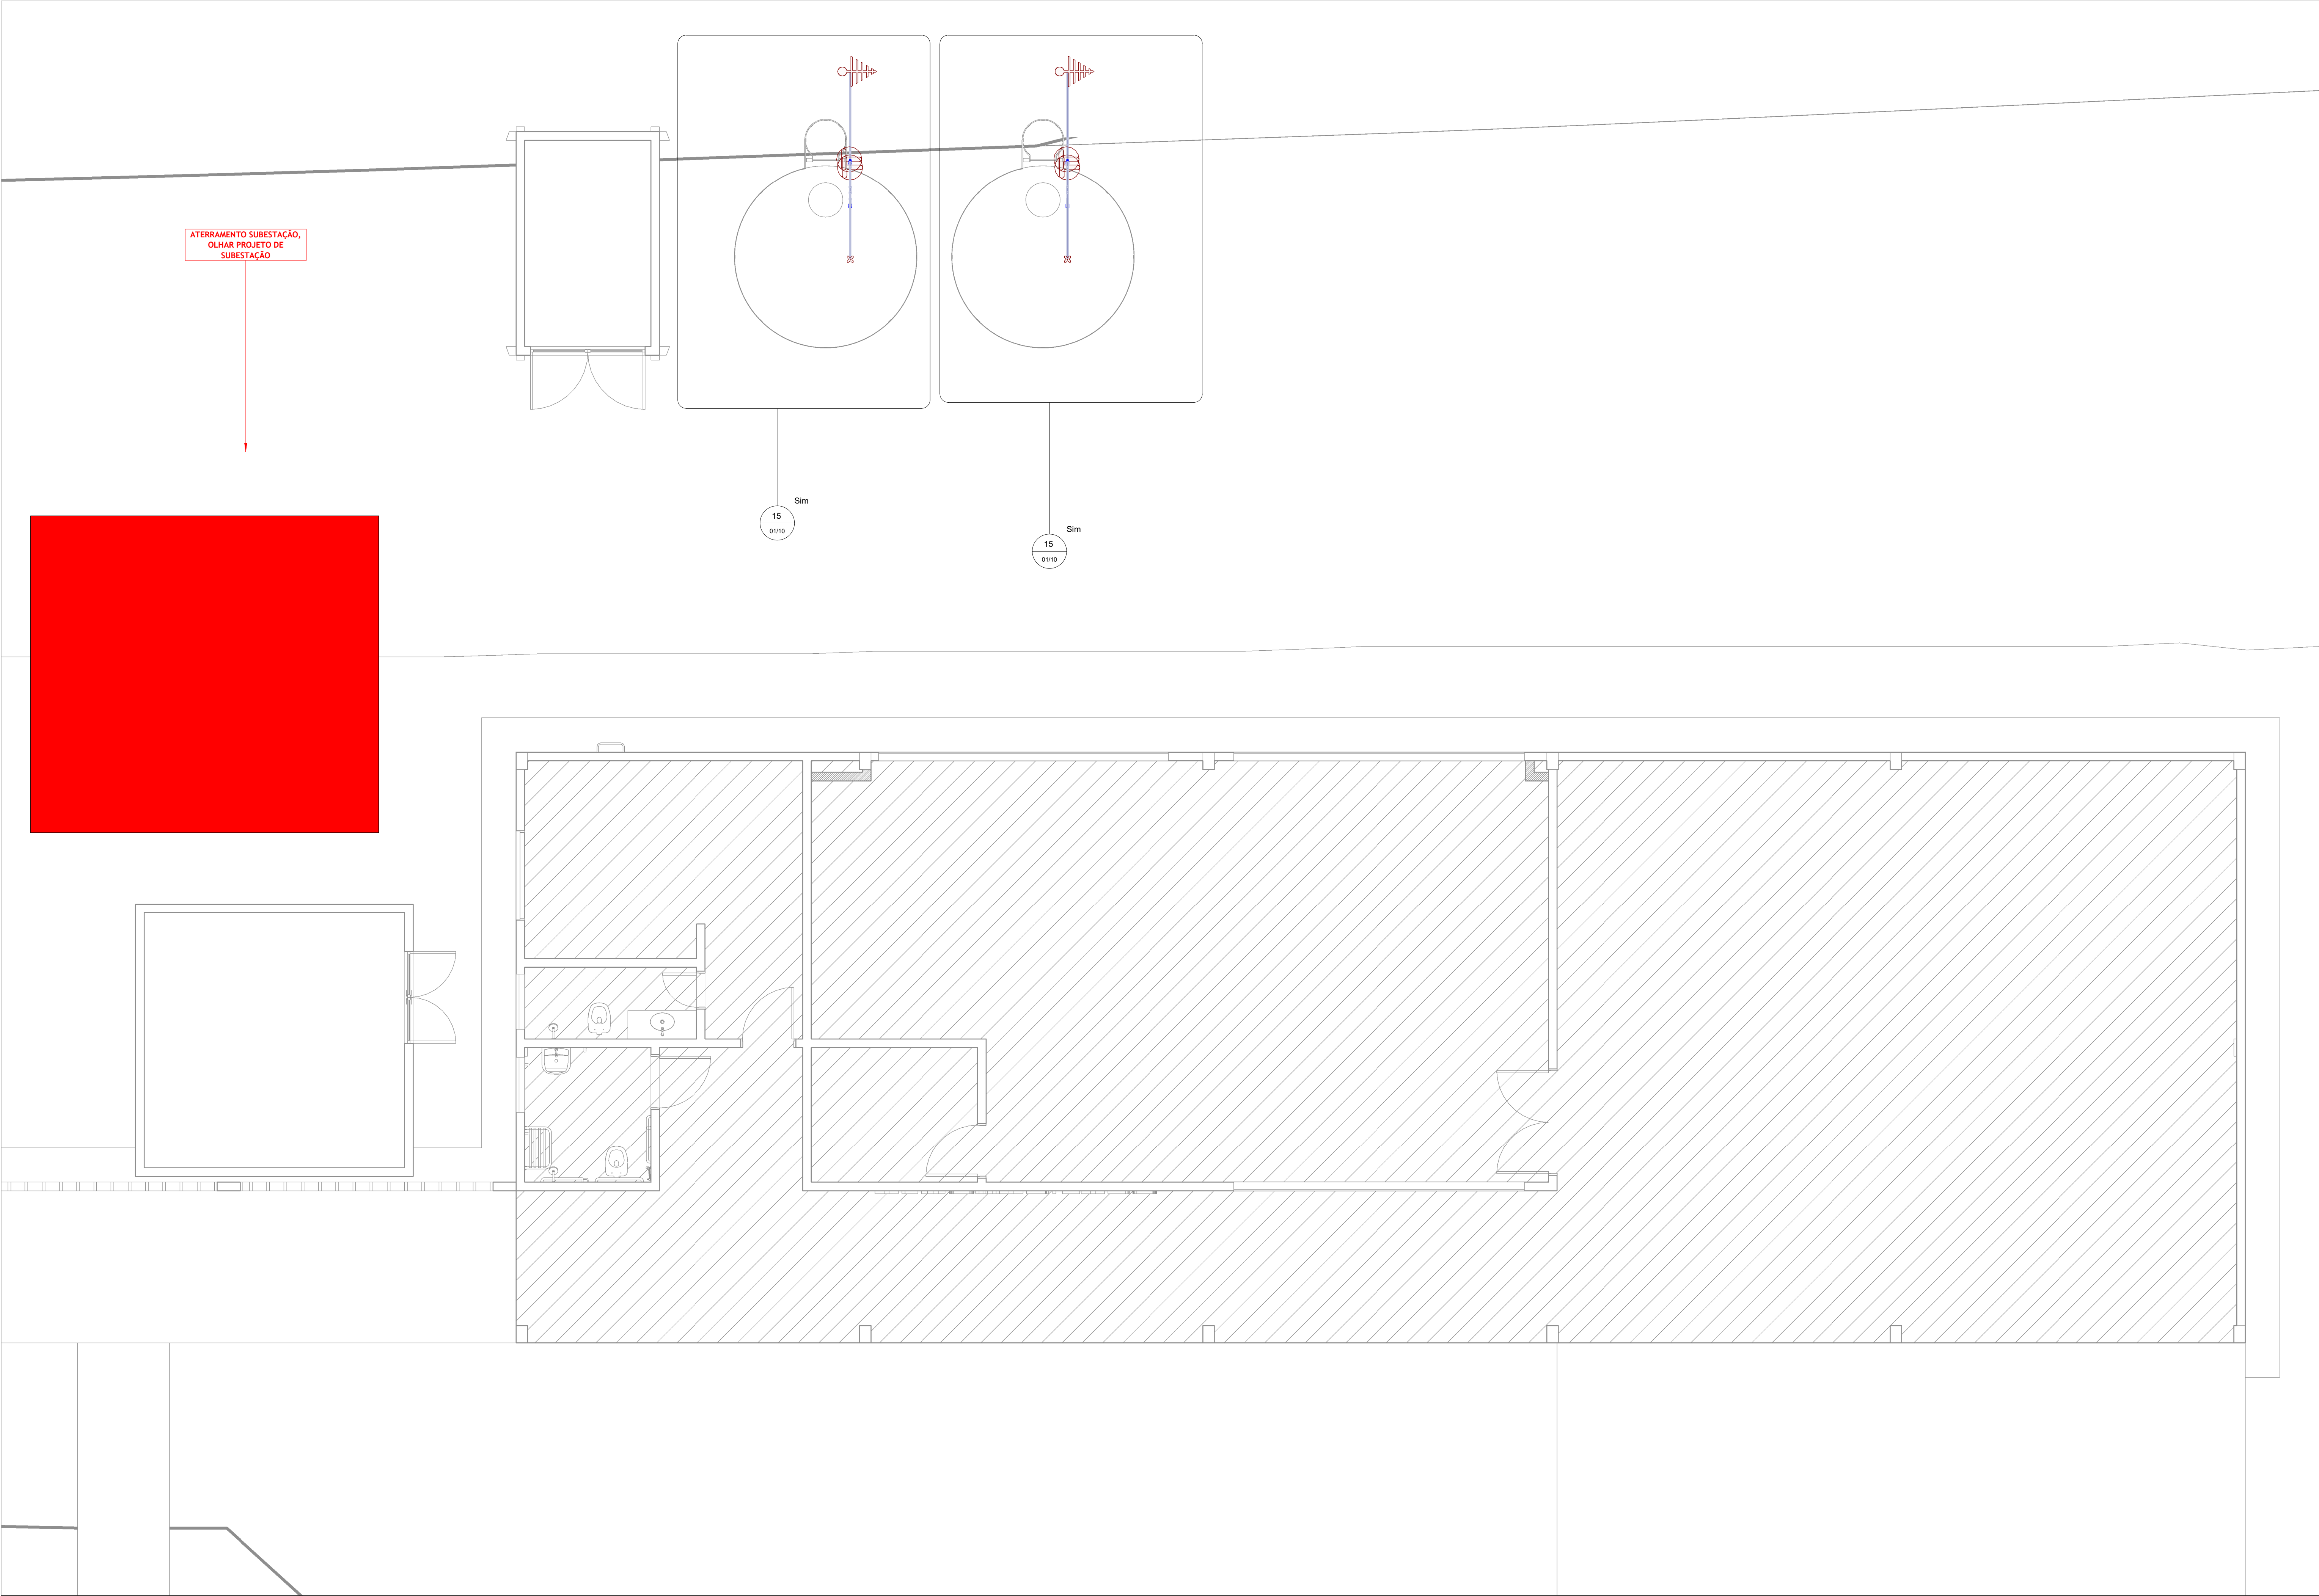 ATERRAMENTO SUBESTAÇÃO,
OLHAR PROJETO DE
SUBESTAÇÃO
Sim
15
01/10
Sim
15
01/10